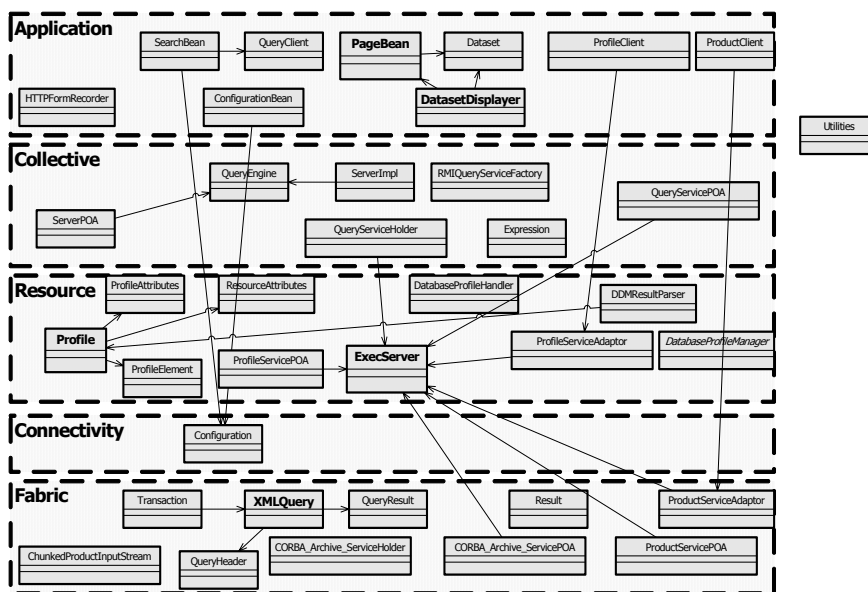 Application
SearchBean
QueryClient
PageBean
Dataset
ProfileClient
ProductClient
HTTPFormRecorder
ConfigurationBean
DatasetDisplayer
Utilities
Collective
QueryEngine
ServerImpl
RMIQueryServiceFactory
QueryServicePOA
ServerPOA
QueryServiceHolder
Expression
Resource
ProfileAttributes
ResourceAttributes
DatabaseProfileHandler
DDMResultParser
Profile
ProfileElement
ProfileServicePOA
ExecServer
ProfileServiceAdaptor
DatabaseProfileManager
Connectivity
Configuration
Fabric
Transaction
XMLQuery
QueryResult
Result
ProductServiceAdaptor
ChunkedProductInputStream
QueryHeader
CORBA_Archive_ServiceHolder
CORBA_Archive_ServicePOA
ProductServicePOA